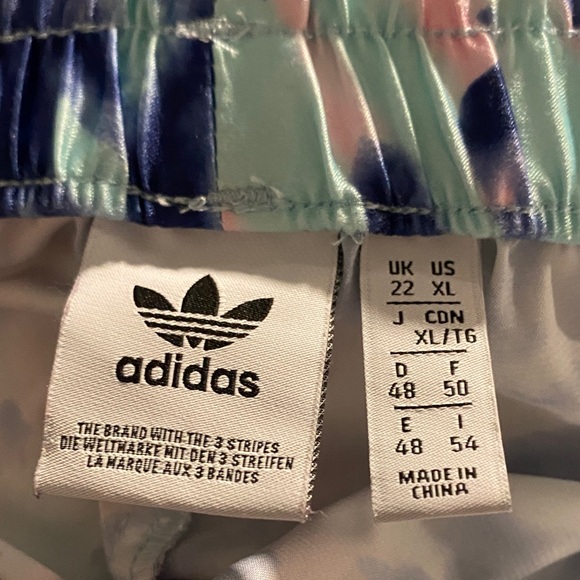 adidas
THE BRAND WITH THE 3 STRIPES
DIE WELTMARKE MIT DEN 3 STREIFEN
LA MARQUE AUX 3 BANDES
UK US
22 XL
J CDN
XL/TG
D F
48 50
E I
48 54
MADE IN
CHINA